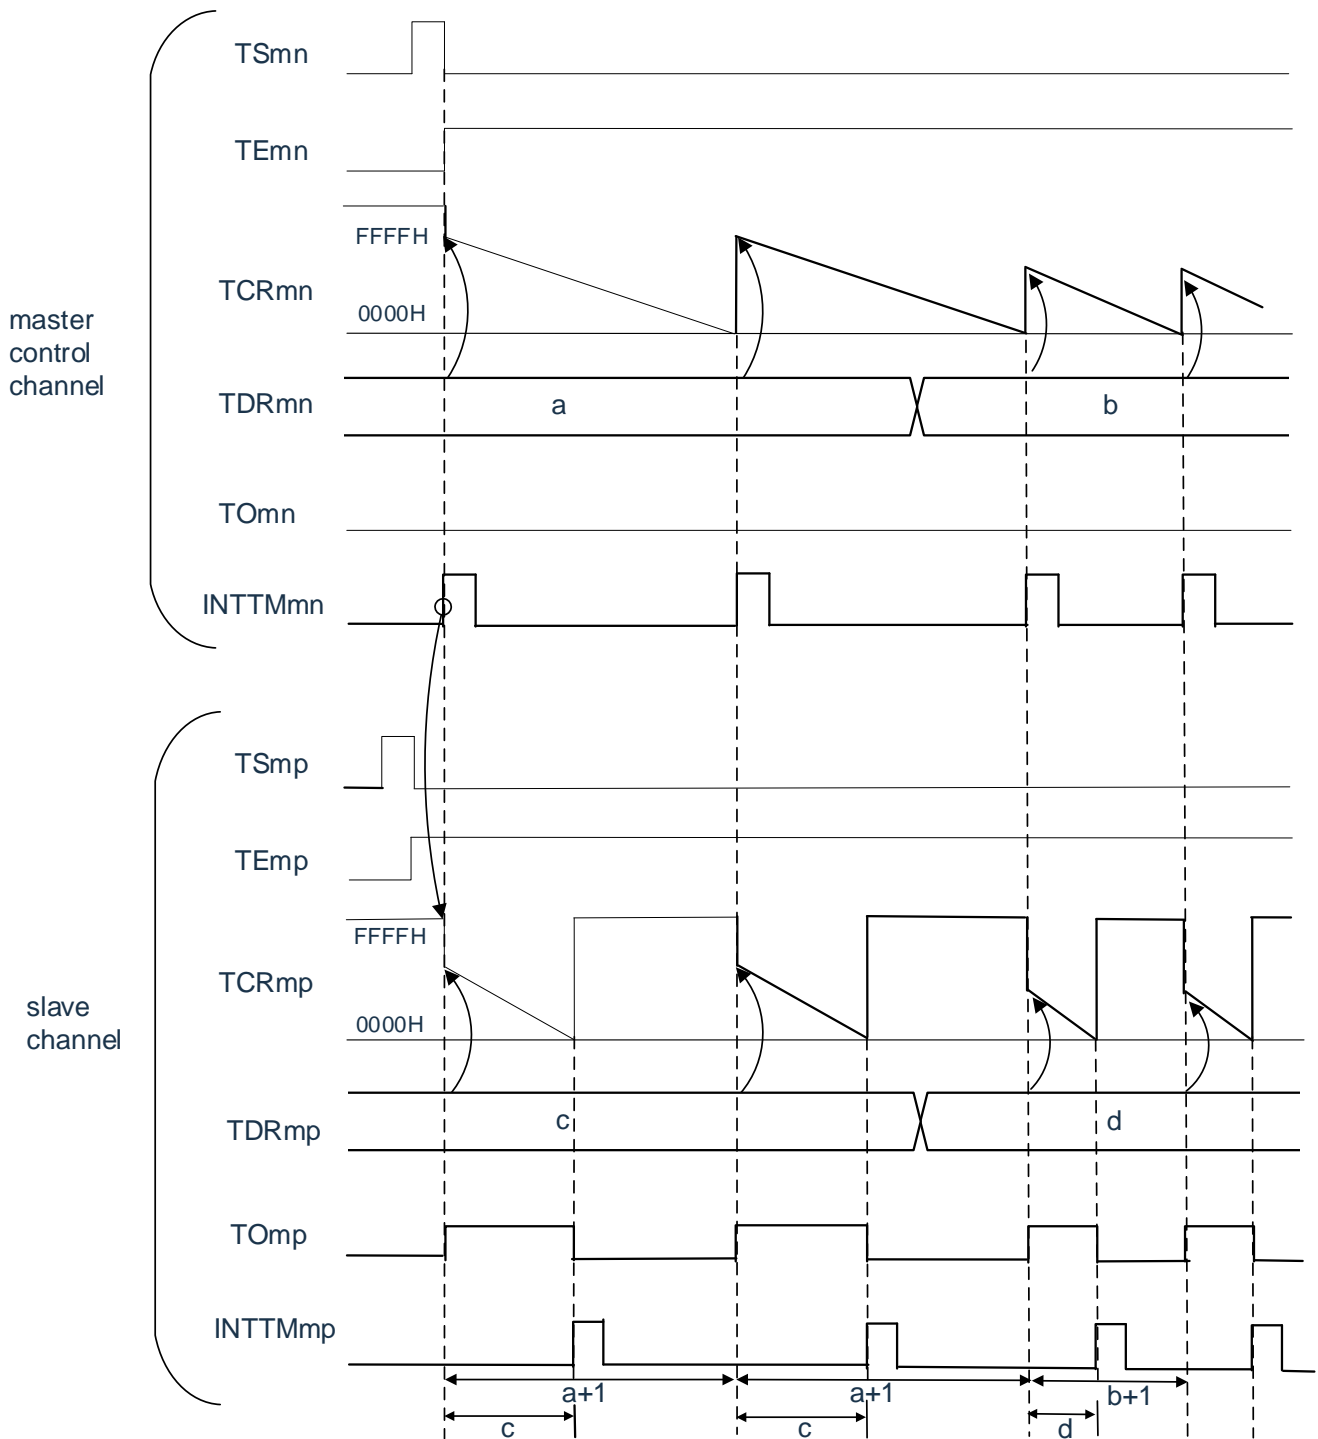 TSmn
TEmn
FFFFH
TCRmn
0000H
master
control
channel
TDRmn
a
b
TOmn
INTTMmn
TSmp
TEmp
FFFFH
TCRmp
slave
channel
0000H
TDRmp
c
d
TOmp
INTTMmp
a+1
a+1
b+1
c
c
d